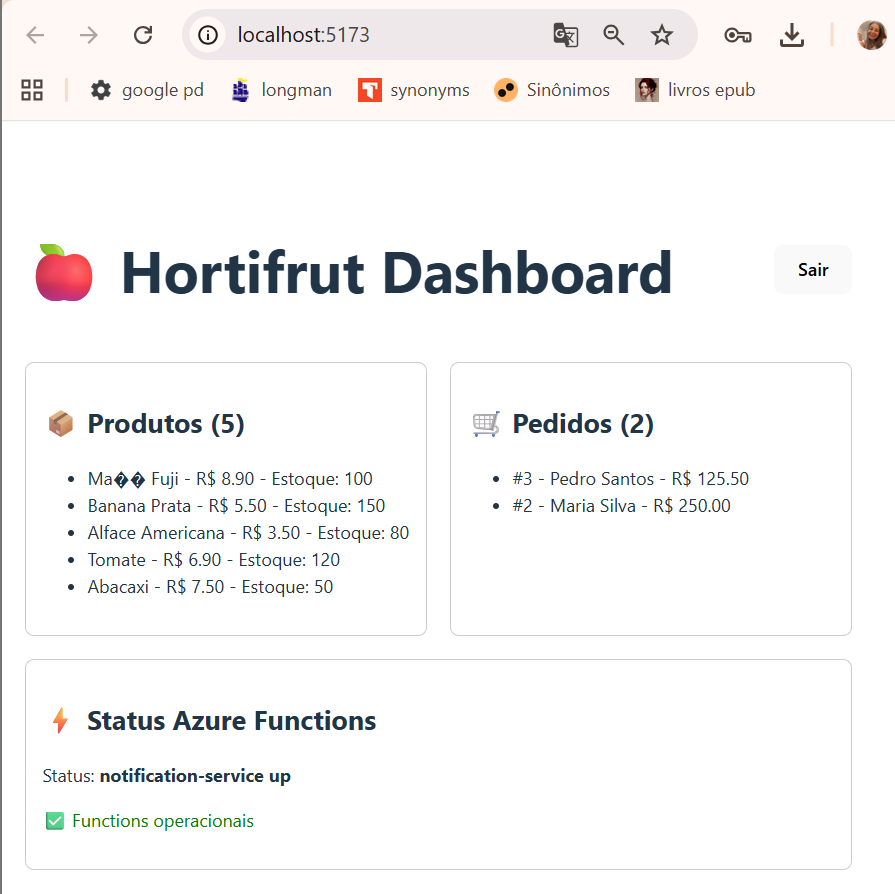 localhost:5173
google pd longman synonyms Sinônimos livros epub
Hortifrut Dashboard
Sair
Produtos (5)
Ma�� Fuji - R$ 8.90 - Estoque: 100
Banana Prata - R$ 5.50 - Estoque: 150
Alface Americana - R$ 3.50 - Estoque: 80
Tomate - R$ 6.90 - Estoque: 120
Abacaxi - R$ 7.50 - Estoque: 50
Pedidos (2)
#3 - Pedro Santos - R$ 125.50
#2 - Maria Silva - R$ 250.00
Status Azure Functions
Status: notification-service up
Functions operacionais